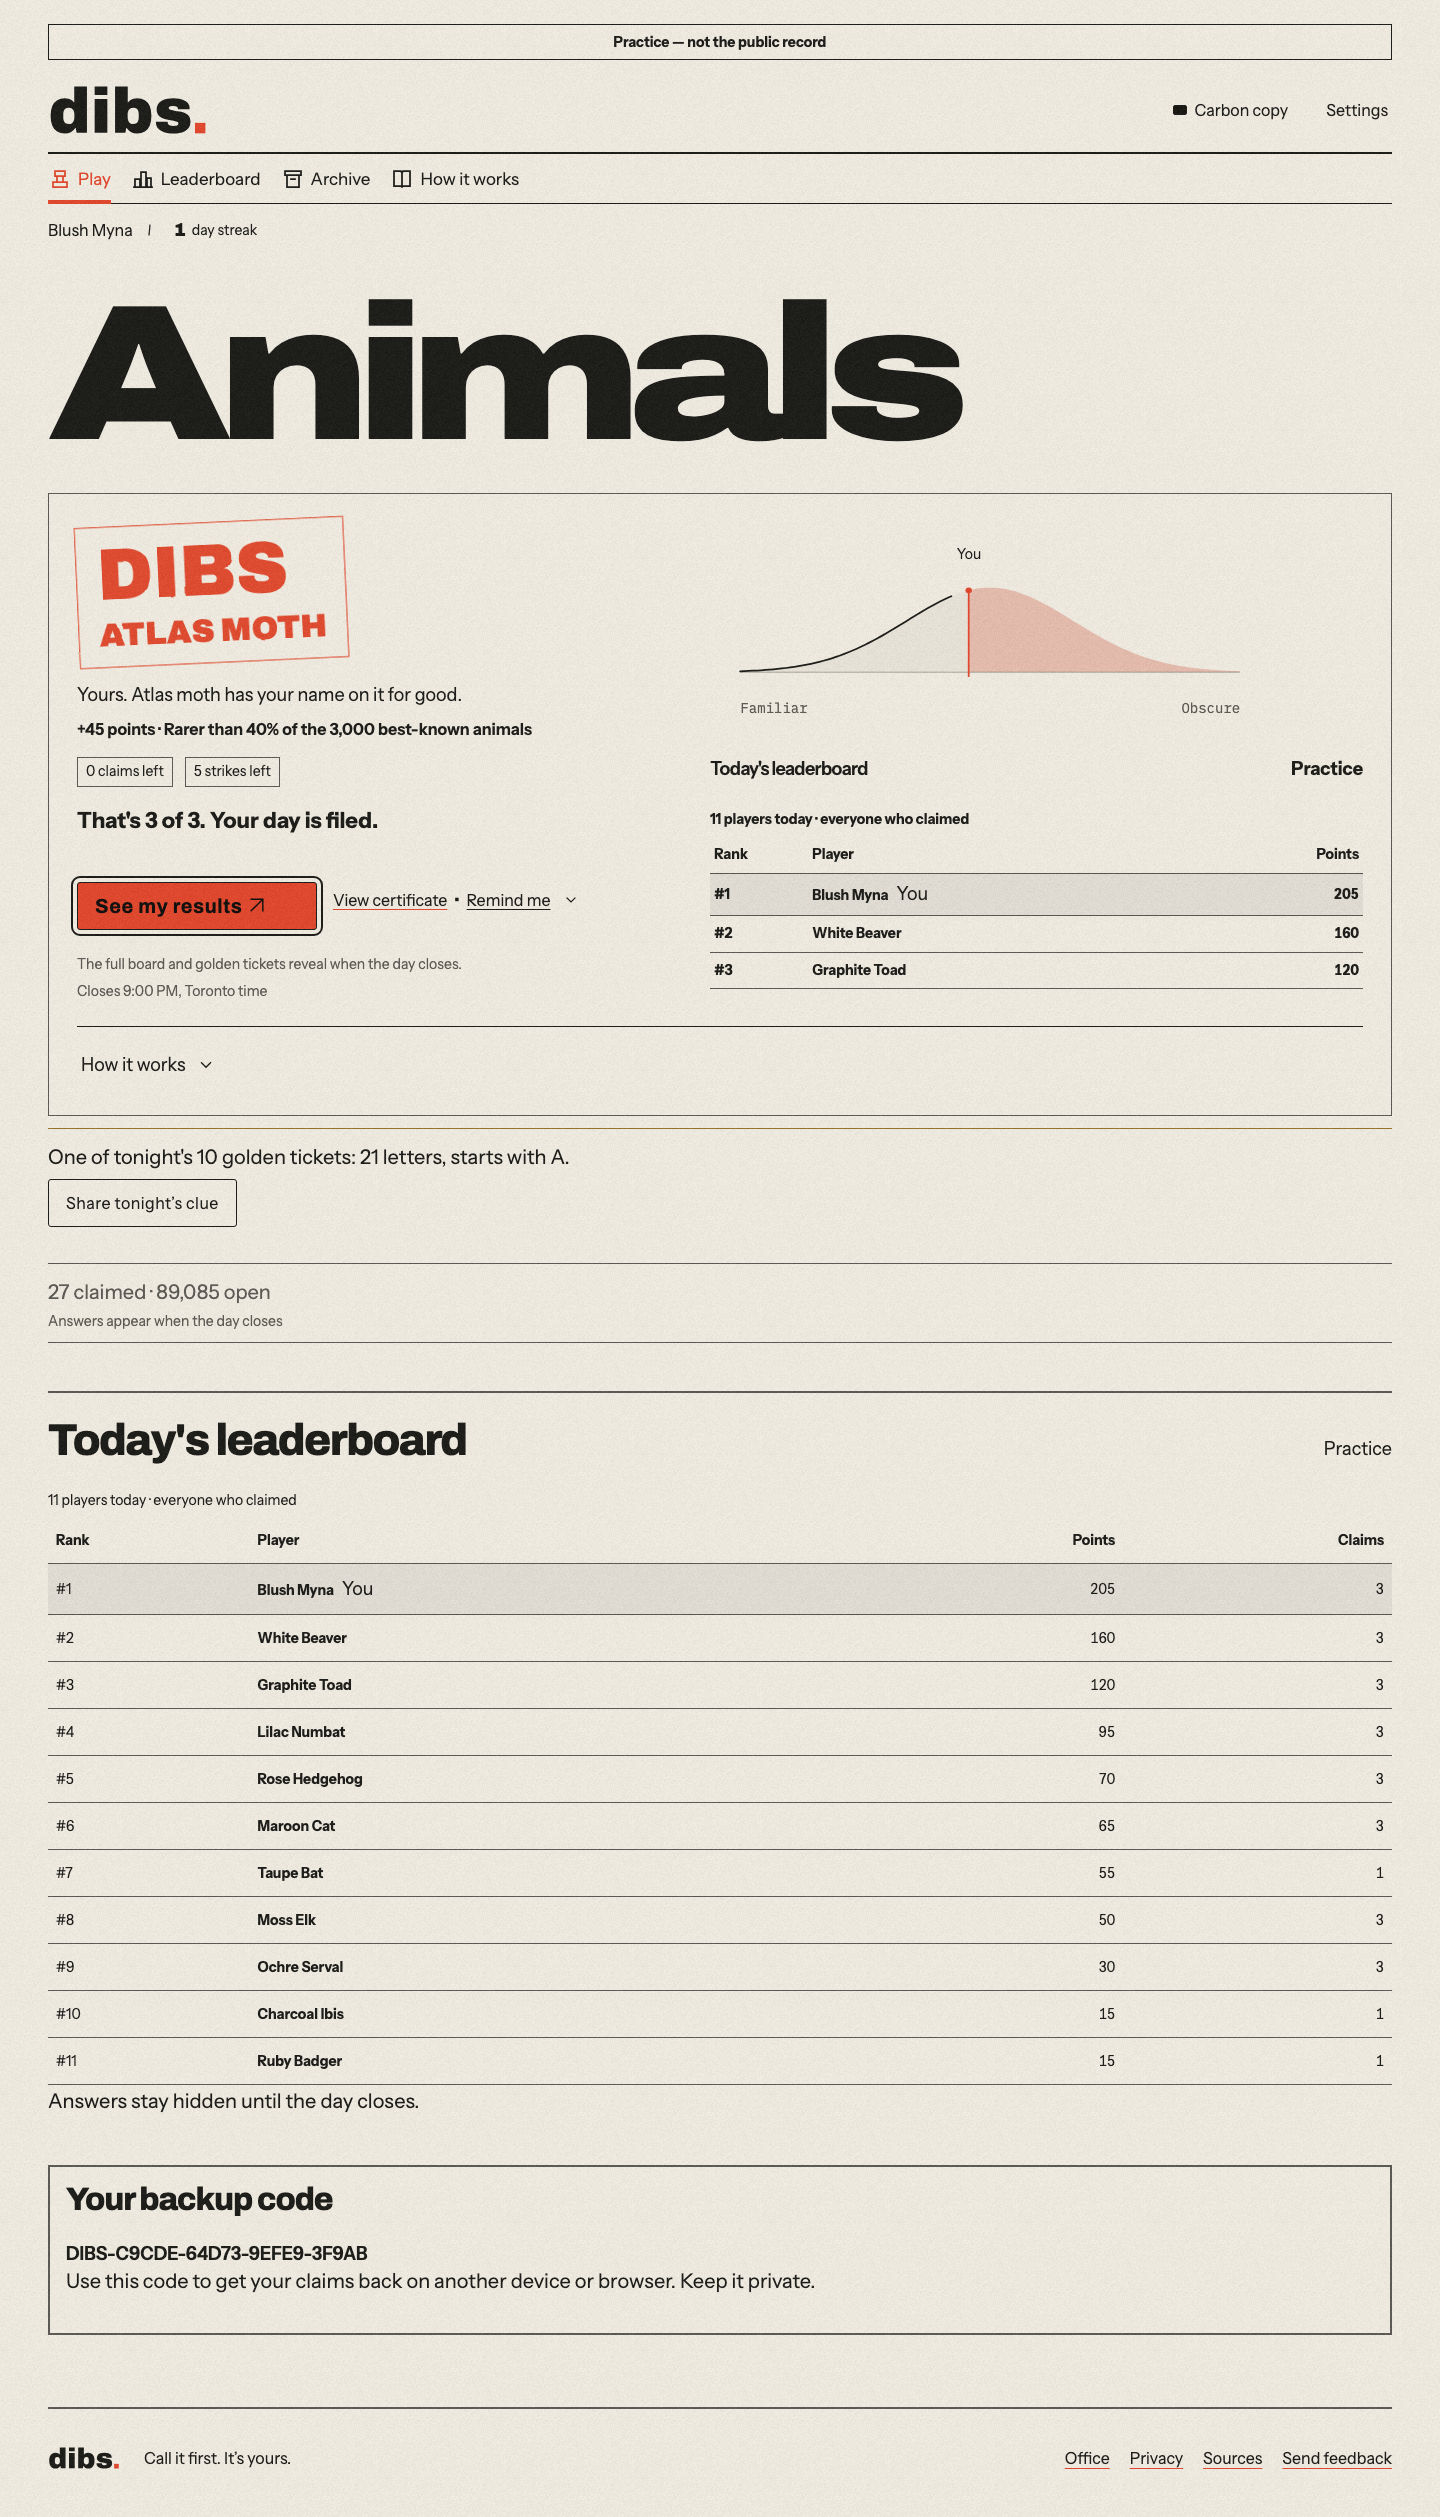 Practice — not the public record
dibs.
Carbon copy Settings
Play Leaderboard Archive How it works
Blush Myna / 1 day streak
Animals
DIBS
ATLAS MOTH
Yours. Atlas moth has your name on it for good.
+45 points · Rarer than 40% of the 3,000 best-known animals
0 claims left 5 strikes left
That's 3 of 3. Your day is filed.
See my results
View certificate • Remind me
The full board and golden tickets reveal when the day closes.
Closes 9:00 PM, Toronto time
You
Familiar Obscure
Today's leaderboard Practice
11 players today · everyone who claimed
Rank Player Points
#1 Blush Myna You 205
#2 White Beaver 160
#3 Graphite Toad 120
How it works
One of tonight's 10 golden tickets: 21 letters, starts with A.
Share tonight’s clue
27 claimed · 89,085 open
Answers appear when the day closes
Today's leaderboard Practice
11 players today · everyone who claimed
Rank Player Points Claims
#1 Blush Myna You 205 3
#2 White Beaver 160 3
#3 Graphite Toad 120 3
#4 Lilac Numbat 95 3
#5 Rose Hedgehog 70 3
#6 Maroon Cat 65 3
#7 Taupe Bat 55 1
#8 Moss Elk 50 3
#9 Ochre Serval 30 3
#10 Charcoal Ibis 15 1
#11 Ruby Badger 15 1
Answers stay hidden until the day closes.
Your backup code
DIBS-C9CDE-64D73-9EFE9-3F9AB
Use this code to get your claims back on another device or browser. Keep it private.
dibs. Call it first. It’s yours.
Office Privacy Sources Send feedback